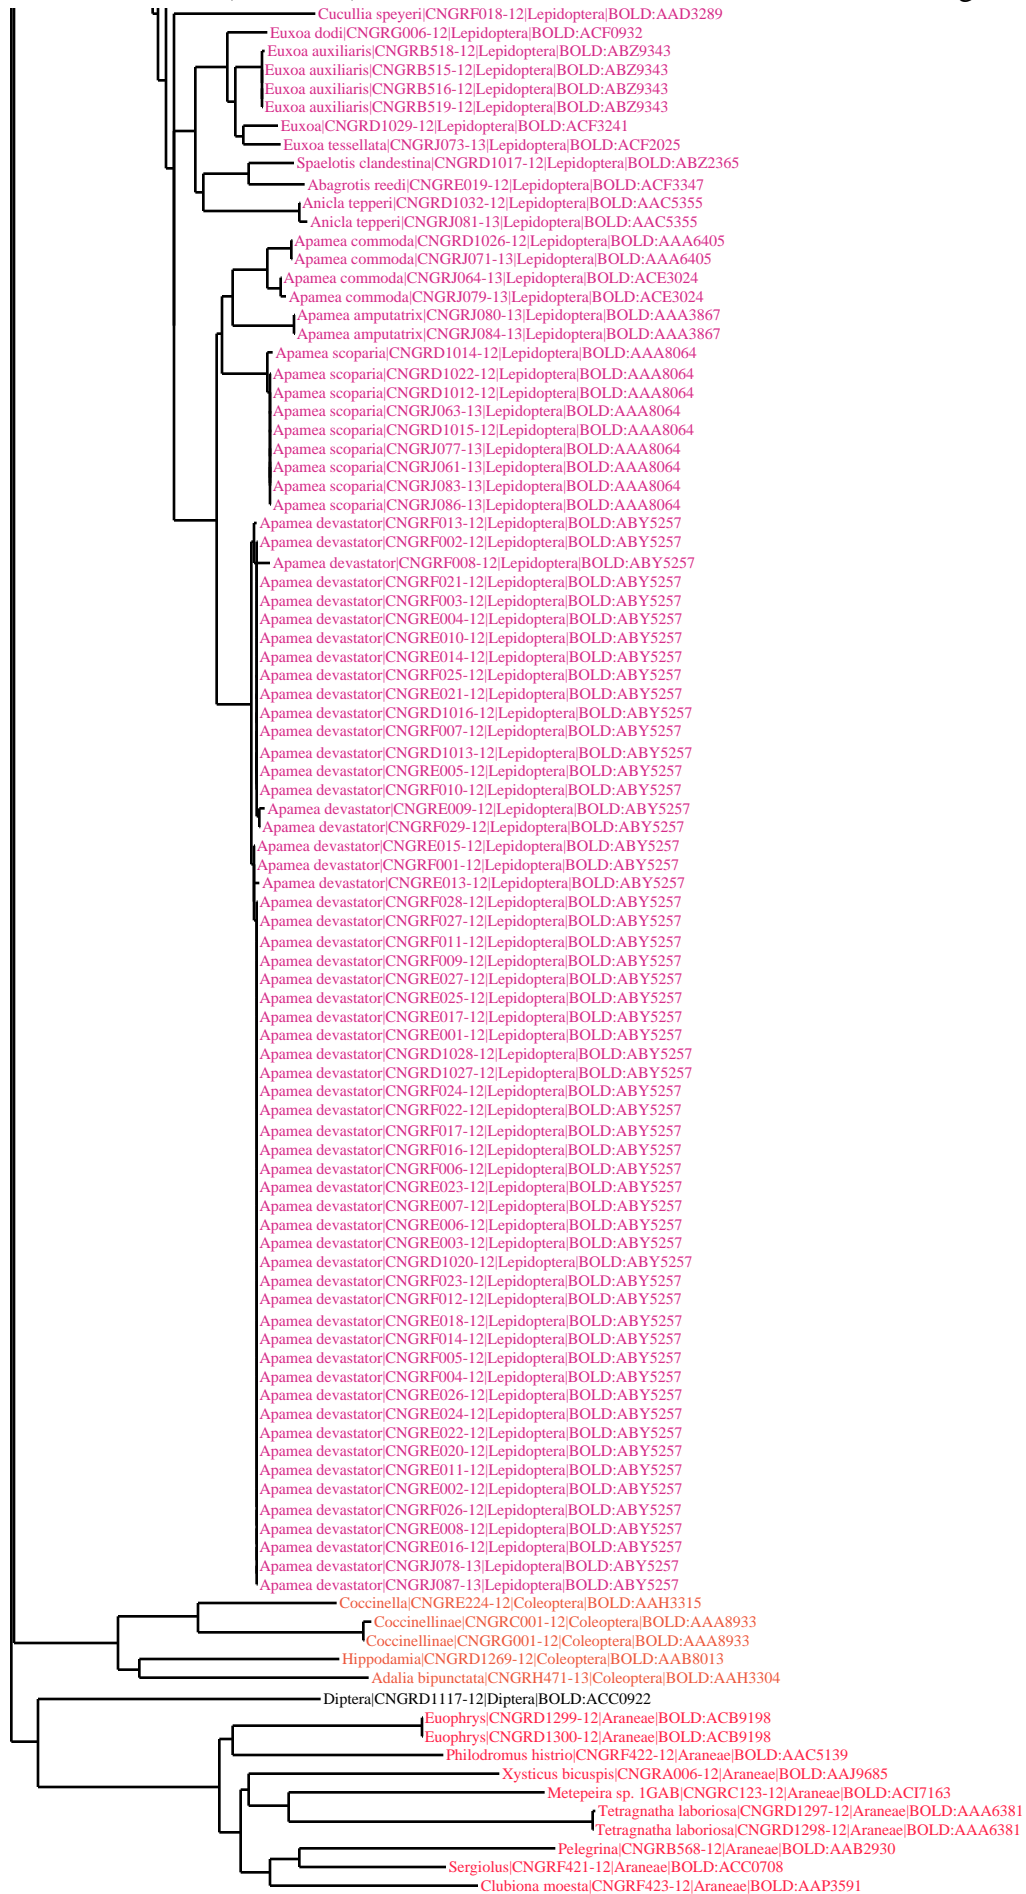 Cucullia speyeri|CNGRF018-12|Lepidoptera|BOLD:AAD3289
Euxoa dodi|CNGRG006-12|Lepidoptera|BOLD:ACF0932
Euxoa auxiliaris|CNGRB518-12|Lepidoptera|BOLD:ABZ9343
Euxoa auxiliaris|CNGRB515-12|Lepidoptera|BOLD:ABZ9343
Euxoa auxiliaris|CNGRB516-12|Lepidoptera|BOLD:ABZ9343
Euxoa auxiliaris|CNGRB519-12|Lepidoptera|BOLD:ABZ9343
Euxoa|CNGRD1029-12|Lepidoptera|BOLD:ACF3241
Euxoa tessellata|CNGRJ073-13|Lepidoptera|BOLD:ACF2025
Spaelotis clandestina|CNGRD1017-12|Lepidoptera|BOLD:ABZ2365
Abagrotis reedi|CNGRE019-12|Lepidoptera|BOLD:ACF3347
Anicla tepperi|CNGRD1032-12|Lepidoptera|BOLD:AAC5355
Anicla tepperi|CNGRJ081-13|Lepidoptera|BOLD:AAC5355
Apamea commoda|CNGRD1026-12|Lepidoptera|BOLD:AAA6405
Apamea commoda|CNGRJ071-13|Lepidoptera|BOLD:AAA6405
Apamea commoda|CNGRJ064-13|Lepidoptera|BOLD:ACE3024
Apamea commoda|CNGRJ079-13|Lepidoptera|BOLD:ACE3024
Apamea amputatrix|CNGRJ080-13|Lepidoptera|BOLD:AAA3867
Apamea amputatrix|CNGRJ084-13|Lepidoptera|BOLD:AAA3867
Apamea scoparia|CNGRD1014-12|Lepidoptera|BOLD:AAA8064
Apamea scoparia|CNGRD1022-12|Lepidoptera|BOLD:AAA8064
Apamea scoparia|CNGRD1012-12|Lepidoptera|BOLD:AAA8064
Apamea scoparia|CNGRJ063-13|Lepidoptera|BOLD:AAA8064
Apamea scoparia|CNGRD1015-12|Lepidoptera|BOLD:AAA8064
Apamea scoparia|CNGRJ077-13|Lepidoptera|BOLD:AAA8064
Apamea scoparia|CNGRJ061-13|Lepidoptera|BOLD:AAA8064
Apamea scoparia|CNGRJ083-13|Lepidoptera|BOLD:AAA8064
Apamea scoparia|CNGRJ086-13|Lepidoptera|BOLD:AAA8064
Apamea devastator|CNGRF013-12|Lepidoptera|BOLD:ABY5257
Apamea devastator|CNGRF002-12|Lepidoptera|BOLD:ABY5257
Apamea devastator|CNGRF008-12|Lepidoptera|BOLD:ABY5257
Apamea devastator|CNGRF021-12|Lepidoptera|BOLD:ABY5257
Apamea devastator|CNGRF003-12|Lepidoptera|BOLD:ABY5257
Apamea devastator|CNGRE004-12|Lepidoptera|BOLD:ABY5257
Apamea devastator|CNGRE010-12|Lepidoptera|BOLD:ABY5257
Apamea devastator|CNGRE014-12|Lepidoptera|BOLD:ABY5257
Apamea devastator|CNGRF025-12|Lepidoptera|BOLD:ABY5257
Apamea devastator|CNGRE021-12|Lepidoptera|BOLD:ABY5257
Apamea devastator|CNGRD1016-12|Lepidoptera|BOLD:ABY5257
Apamea devastator|CNGRF007-12|Lepidoptera|BOLD:ABY5257
Apamea devastator|CNGRD1013-12|Lepidoptera|BOLD:ABY5257
Apamea devastator|CNGRE005-12|Lepidoptera|BOLD:ABY5257
Apamea devastator|CNGRF010-12|Lepidoptera|BOLD:ABY5257
Apamea devastator|CNGRE009-12|Lepidoptera|BOLD:ABY5257
Apamea devastator|CNGRF029-12|Lepidoptera|BOLD:ABY5257
Apamea devastator|CNGRE015-12|Lepidoptera|BOLD:ABY5257
Apamea devastator|CNGRF001-12|Lepidoptera|BOLD:ABY5257
Apamea devastator|CNGRE013-12|Lepidoptera|BOLD:ABY5257
Apamea devastator|CNGRF028-12|Lepidoptera|BOLD:ABY5257
Apamea devastator|CNGRF027-12|Lepidoptera|BOLD:ABY5257
Apamea devastator|CNGRF011-12|Lepidoptera|BOLD:ABY5257
Apamea devastator|CNGRF009-12|Lepidoptera|BOLD:ABY5257
Apamea devastator|CNGRE027-12|Lepidoptera|BOLD:ABY5257
Apamea devastator|CNGRE025-12|Lepidoptera|BOLD:ABY5257
Apamea devastator|CNGRE017-12|Lepidoptera|BOLD:ABY5257
Apamea devastator|CNGRE001-12|Lepidoptera|BOLD:ABY5257
Apamea devastator|CNGRD1028-12|Lepidoptera|BOLD:ABY5257
Apamea devastator|CNGRD1027-12|Lepidoptera|BOLD:ABY5257
Apamea devastator|CNGRF024-12|Lepidoptera|BOLD:ABY5257
Apamea devastator|CNGRF022-12|Lepidoptera|BOLD:ABY5257
Apamea devastator|CNGRF017-12|Lepidoptera|BOLD:ABY5257
Apamea devastator|CNGRF016-12|Lepidoptera|BOLD:ABY5257
Apamea devastator|CNGRF006-12|Lepidoptera|BOLD:ABY5257
Apamea devastator|CNGRE023-12|Lepidoptera|BOLD:ABY5257
Apamea devastator|CNGRE007-12|Lepidoptera|BOLD:ABY5257
Apamea devastator|CNGRE006-12|Lepidoptera|BOLD:ABY5257
Apamea devastator|CNGRE003-12|Lepidoptera|BOLD:ABY5257
Apamea devastator|CNGRD1020-12|Lepidoptera|BOLD:ABY5257
Apamea devastator|CNGRF023-12|Lepidoptera|BOLD:ABY5257
Apamea devastator|CNGRF012-12|Lepidoptera|BOLD:ABY5257
Apamea devastator|CNGRE018-12|Lepidoptera|BOLD:ABY5257
Apamea devastator|CNGRF014-12|Lepidoptera|BOLD:ABY5257
Apamea devastator|CNGRF005-12|Lepidoptera|BOLD:ABY5257
Apamea devastator|CNGRF004-12|Lepidoptera|BOLD:ABY5257
Apamea devastator|CNGRE026-12|Lepidoptera|BOLD:ABY5257
Apamea devastator|CNGRE024-12|Lepidoptera|BOLD:ABY5257
Apamea devastator|CNGRE022-12|Lepidoptera|BOLD:ABY5257
Apamea devastator|CNGRE020-12|Lepidoptera|BOLD:ABY5257
Apamea devastator|CNGRE011-12|Lepidoptera|BOLD:ABY5257
Apamea devastator|CNGRE002-12|Lepidoptera|BOLD:ABY5257
Apamea devastator|CNGRF026-12|Lepidoptera|BOLD:ABY5257
Apamea devastator|CNGRE008-12|Lepidoptera|BOLD:ABY5257
Apamea devastator|CNGRE016-12|Lepidoptera|BOLD:ABY5257
Apamea devastator|CNGRJ078-13|Lepidoptera|BOLD:ABY5257
Apamea devastator|CNGRJ087-13|Lepidoptera|BOLD:ABY5257
Coccinella|CNGRE224-12|Coleoptera|BOLD:AAH3315
Coccinellinae|CNGRC001-12|Coleoptera|BOLD:AAA8933
Coccinellinae|CNGRG001-12|Coleoptera|BOLD:AAA8933
Hippodamia|CNGRD1269-12|Coleoptera|BOLD:AAB8013
Adalia bipunctata|CNGRH471-13|Coleoptera|BOLD:AAH3304
Diptera|CNGRD1117-12|Diptera|BOLD:ACC0922
Euophrys|CNGRD1299-12|Araneae|BOLD:ACB9198
Euophrys|CNGRD1300-12|Araneae|BOLD:ACB9198
Philodromus histrio|CNGRF422-12|Araneae|BOLD:AAC5139
Xysticus bicuspis|CNGRA006-12|Araneae|BOLD:AAJ9685
Metepeira sp. 1GAB|CNGRC123-12|Araneae|BOLD:ACI7163
Tetragnatha laboriosa|CNGRD1297-12|Araneae|BOLD:AAA6381
Tetragnatha laboriosa|CNGRD1298-12|Araneae|BOLD:AAA6381
Pelegrina|CNGRB568-12|Araneae|BOLD:AAB2930
Sergiolus|CNGRF421-12|Araneae|BOLD:ACC0708
Clubiona moesta|CNGRF423-12|Araneae|BOLD:AAP3591